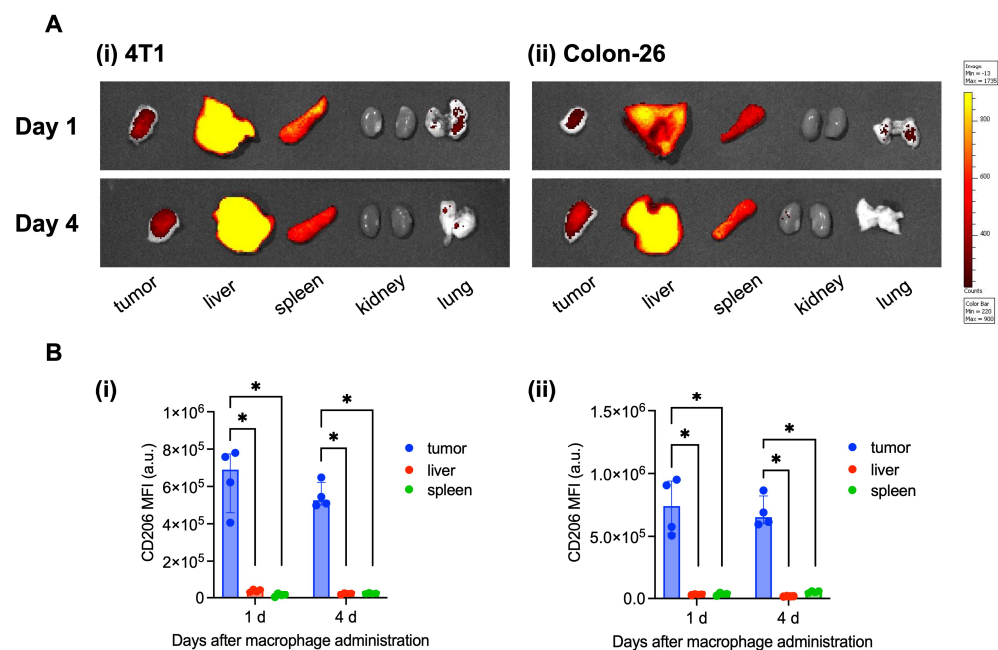 A
(i) 4T1
(ii) Colon-26
Image
Min = -13
Max = 1735
Day 1
600
Day 4
400
Counts
Color Bar
Min = 220
Max = 900
tumor liver spleen kidney lung
tumor liver spleen kidney lung
B
(i)
CD206 MFI (a.u.)
1×10⁶
8×10⁵
6×10⁵
4×10⁵
2×10⁵
0
* * * *
tumor
liver
spleen
1 d 4 d
Days after macrophage administration
(ii)
CD206 MFI (a.u.)
1.5×10⁶
1.0×10⁶
5.0×10⁵
0.0
* * * *
tumor
liver
spleen
1 d 4 d
Days after macrophage administration